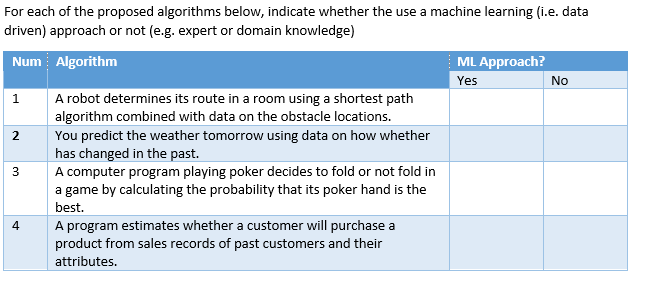 For each of the proposed algorithms below, indicate whether the use a machine learning (i.e. data
driven) approach or not (e.g. expert or domain knowledge)
Num Algorithm ML Approach?
Yes No
1 A robot determines its route in a room using a shortest path
algorithm combined with data on the obstacle locations.
2 You predict the weather tomorrow using data on how whether
has changed in the past.
3 A computer program playing poker decides to fold or not fold in
a game by calculating the probability that its poker hand is the
best.
4 A program estimates whether a customer will purchase a
product from sales records of past customers and their
attributes.